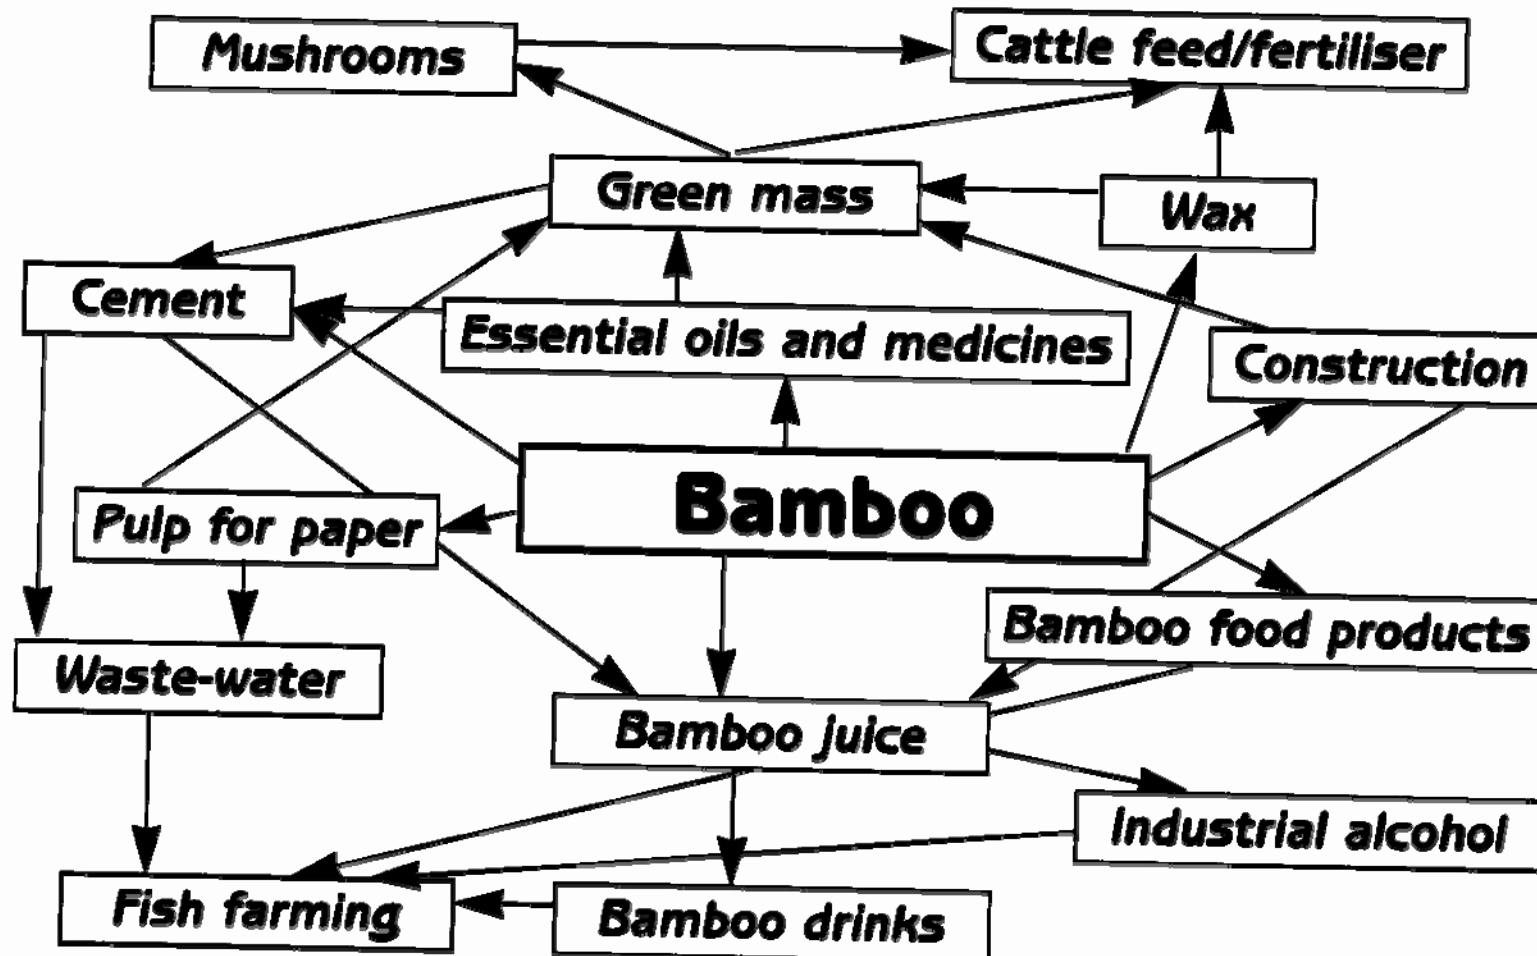 Mushrooms
Cattle feed/fertiliser
Green mass
Wax
Cement
Essential oils and medicines
Construction
Bamboo
Pulp for paper
Bamboo food products
Waste-water
Bamboo juice
Industrial alcohol
Fish farming
Bamboo drinks